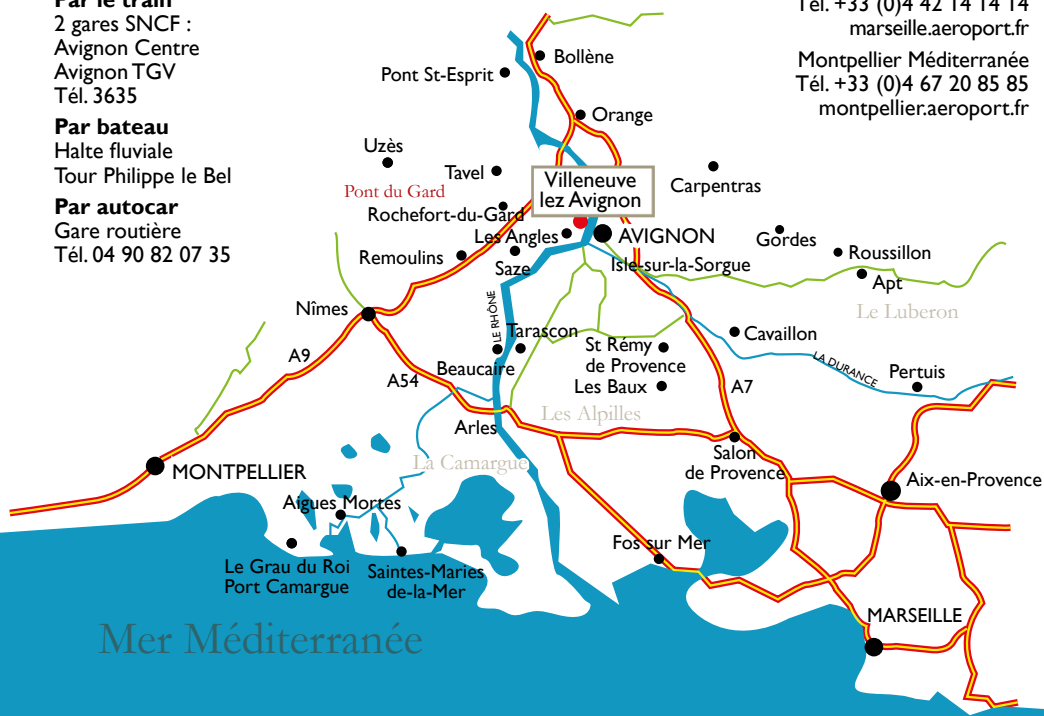 Par le train
2 gares SNCF :
Avignon Centre
Avignon TGV
Tél. 3635
Par bateau
Halte fluviale
Tour Philippe le Bel
Par autocar
Gare routière
Tél. 04 90 82 07 35
Tél. +33 (0)4 42 14 14 14
marseille.aeroport.fr
Montpellier Méditerranée
Tél. +33 (0)4 67 20 85 85
montpellier.aeroport.fr
Bollène
Pont St-Esprit
Orange
Uzès
Tavel
Pont du Gard
Villeneuve
lez Avignon
Carpentras
Rochefort-du-Gard
Les Angles
AVIGNON
Gordes
Remoulins
Saze
Isle-sur-la-Sorgue
Roussillon
Apt
Le Luberon
Nîmes
LE RHÔNE
Tarascon
Beaucaire
St Rémy
de Provence
Les Baux
Cavaillon
LA DURANCE
Pertuis
A9
A54
A7
Arles
Les Alpilles
La Camargue
Salon
de Provence
MONTPELLIER
Aix-en-Provence
Aigues Mortes
Fos sur Mer
Le Grau du Roi
Port Camargue
Saintes-Maries
de-la-Mer
MARSEILLE
Mer Méditerranée